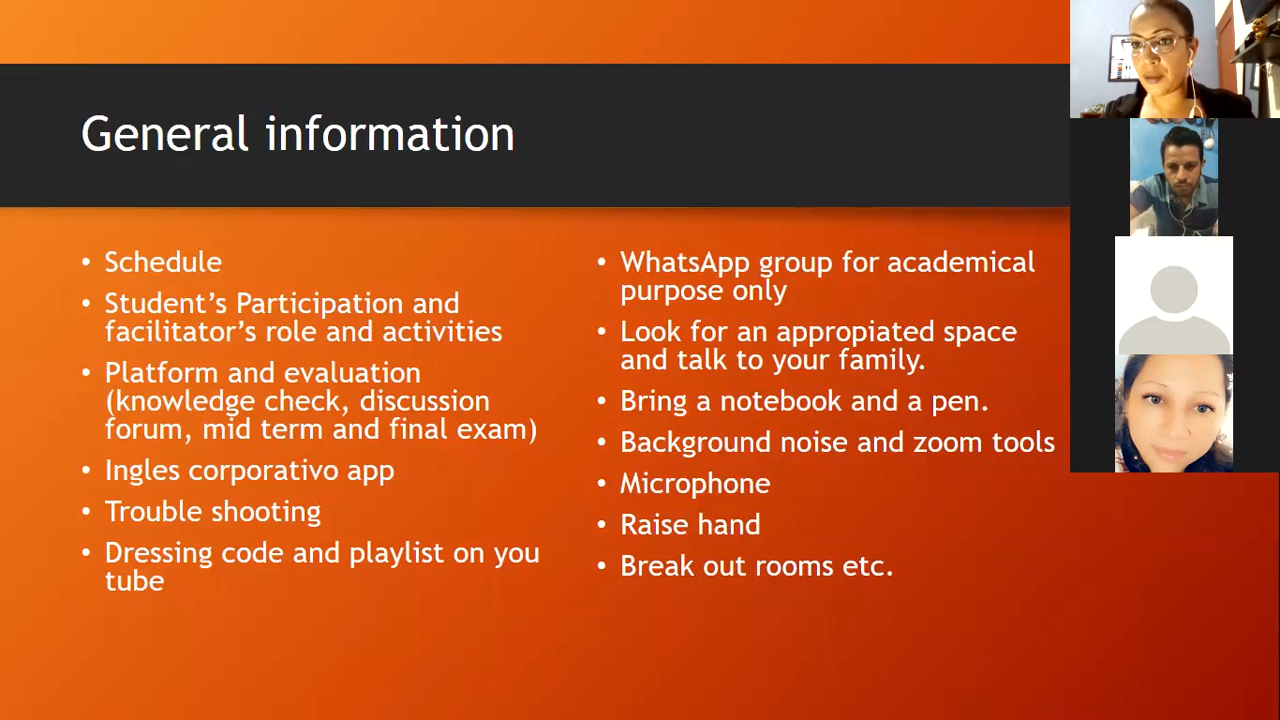 General information
• Schedule
• Student’s Participation and
facilitator’s role and activities
• Platform and evaluation
(knowledge check, discussion
forum, mid term and final exam)
• Ingles corporativo app
• Trouble shooting
• Dressing code and playlist on you
tube
• WhatsApp group for academical
purpose only
• Look for an appropiated space
and talk to your family.
• Bring a notebook and a pen.
• Background noise and zoom tools
• Microphone
• Raise hand
• Break out rooms etc.